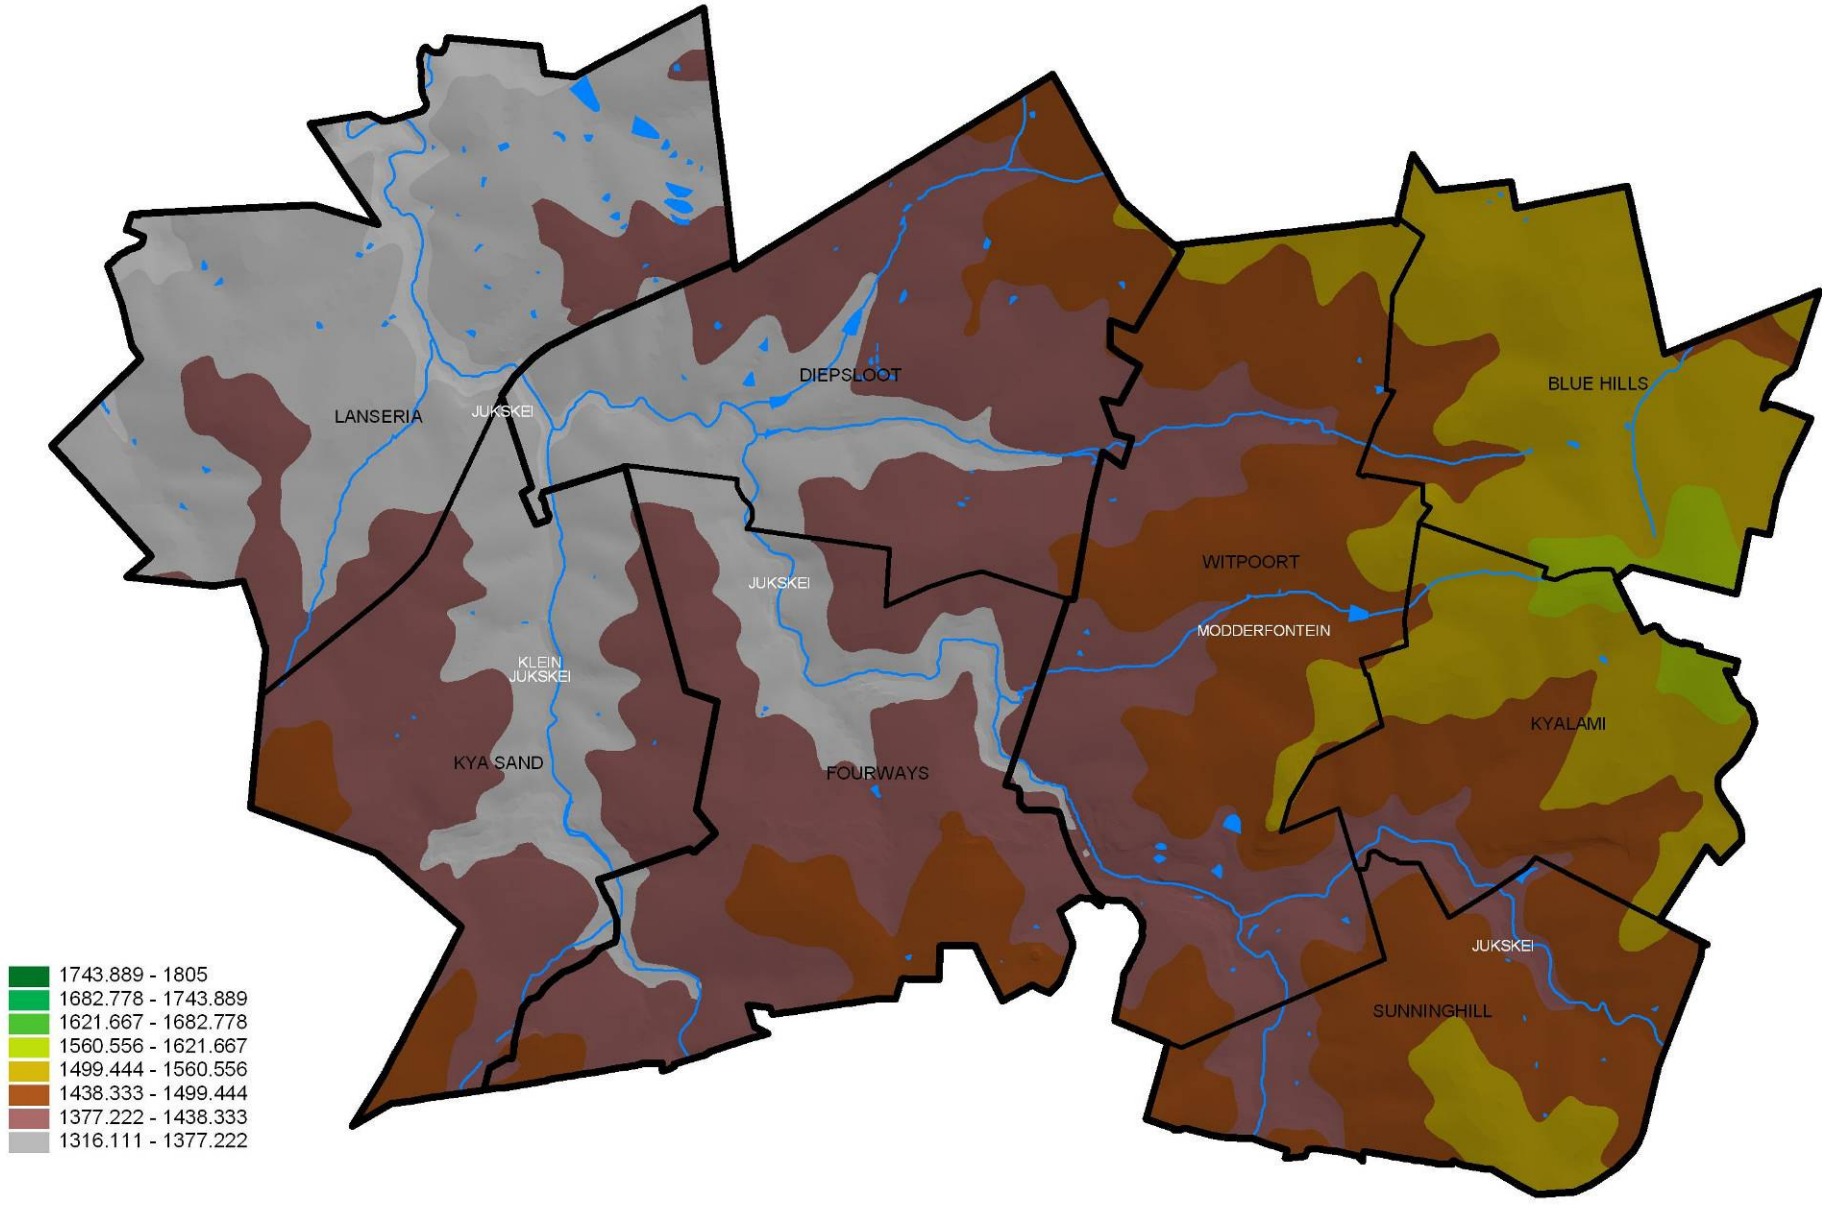 DIEPSLOOT
BLUE HILLS
LANSERIA
JUKSKEI
WITPOORT
JUKSKEI
MODDERFONTEIN
KLEIN
JUKSKEI
KYALAMI
KYA SAND
FOURWAYS
JUKSKEI
SUNNINGHILL
1743.889 - 1805
1682.778 - 1743.889
1621.667 - 1682.778
1560.556 - 1621.667
1499.444 - 1560.556
1438.333 - 1499.444
1377.222 - 1438.333
1316.111 - 1377.222